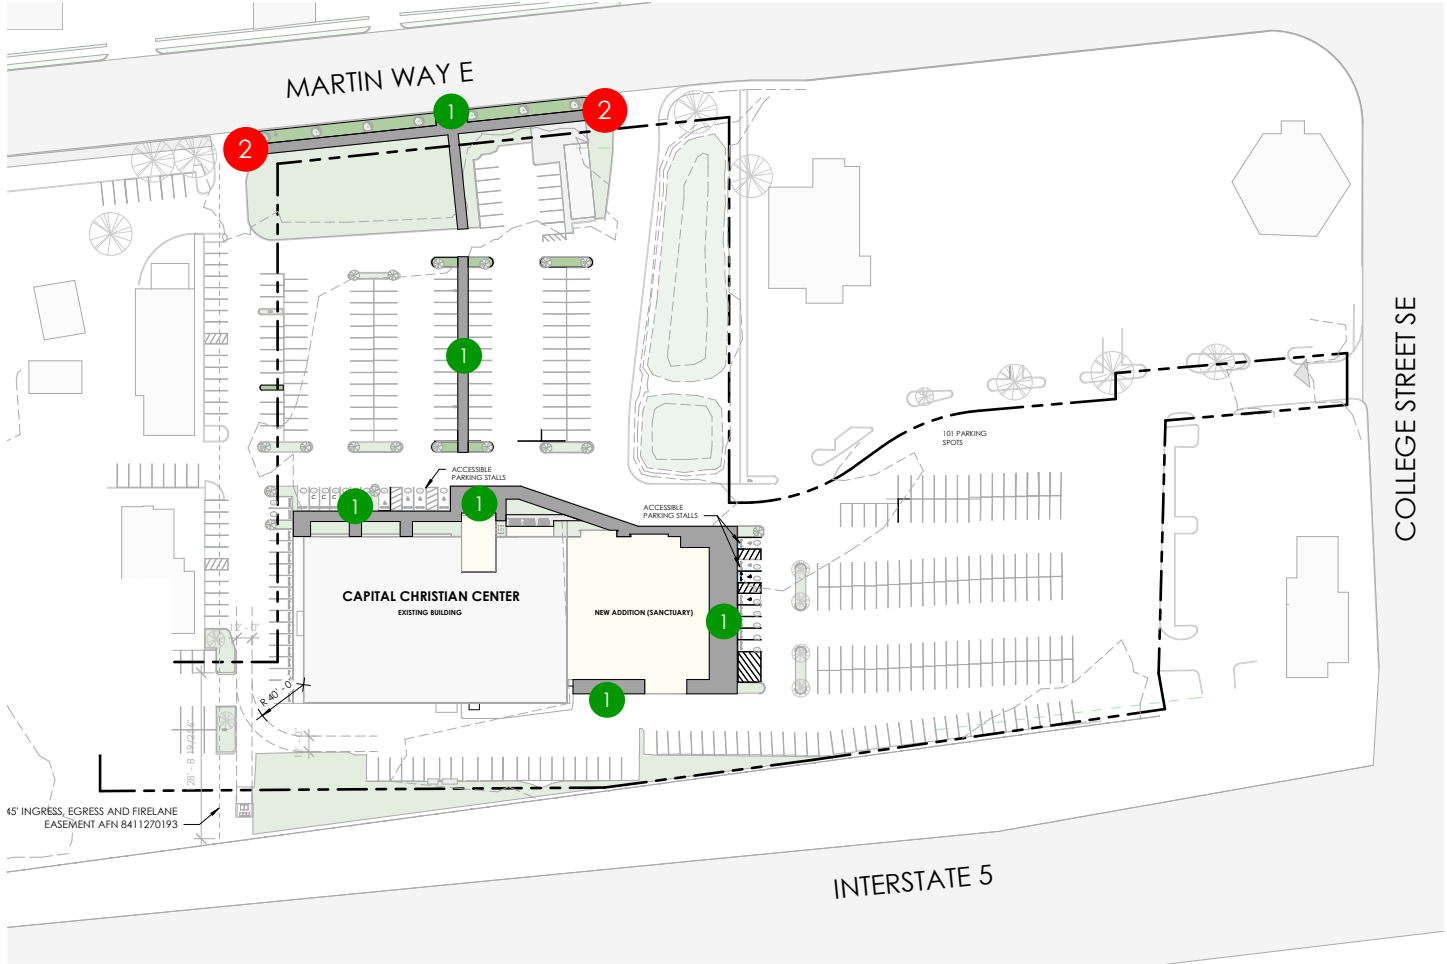 MARTIN WAY E
1
2
2
1
COLLEGE STREET SE
101 PARKING
SPOTS
ACCESSIBLE
PARKING STALLS
1
1
ACCESSIBLE
PARKING STALLS
CAPITAL CHRISTIAN CENTER
EXISTING BUILDING
NEW ADDITION (SANCTUARY)
1
12' - 0"
R 40' - 0"
1
45' INGRESS, EGRESS AND FIRELANE
EASEMENT AFN 8411270193
INTERSTATE 5